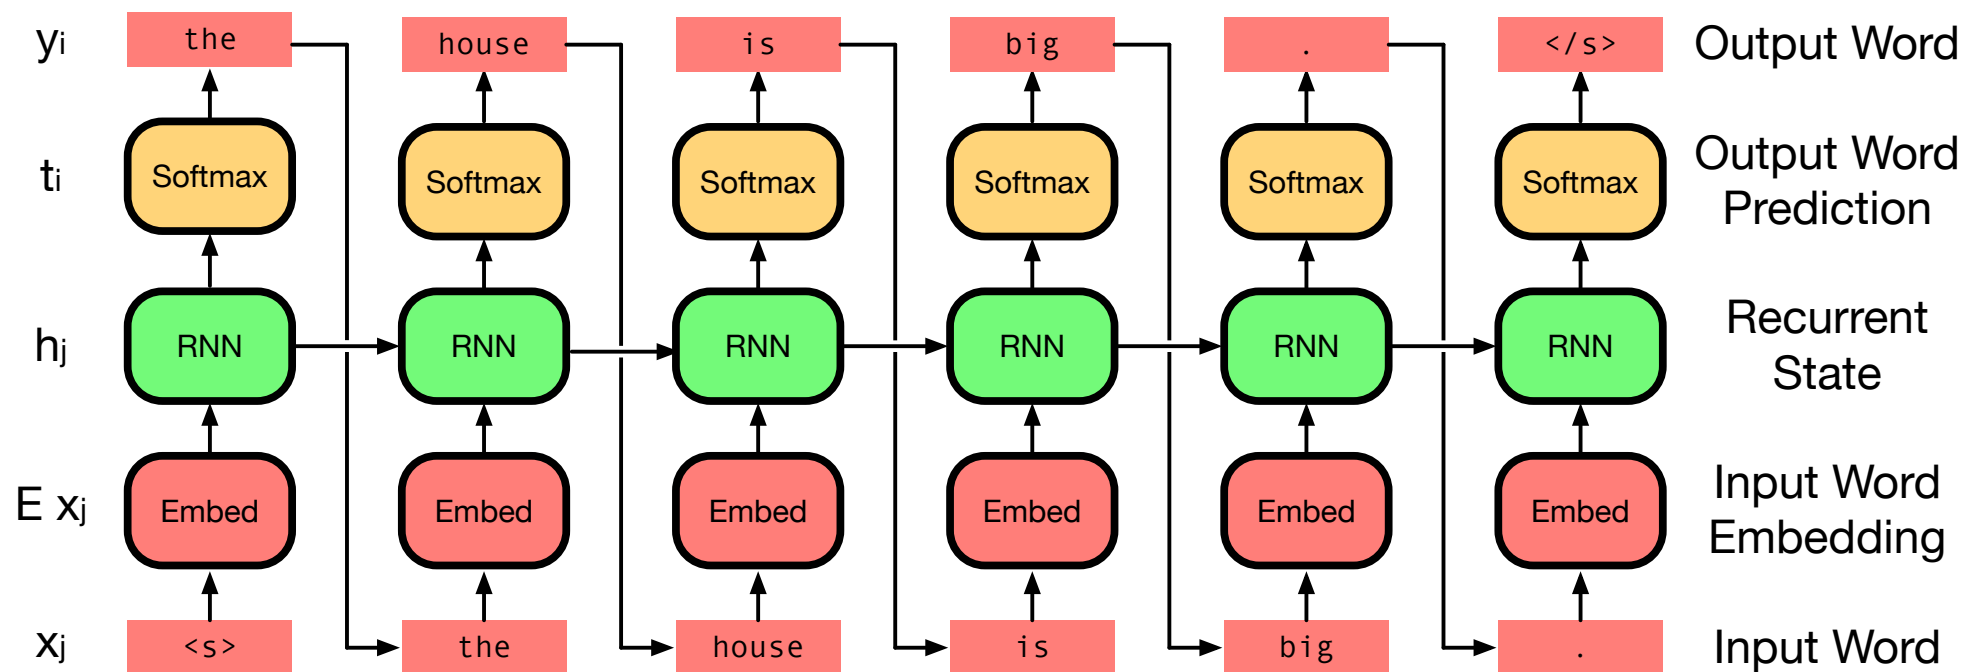 yi the house is big . </s> Output Word
ti Softmax Softmax Softmax Softmax Softmax Softmax Output Word
Prediction
hj RNN RNN RNN RNN RNN RNN Recurrent
State
E xj Embed Embed Embed Embed Embed Embed Input Word
Embedding
xj <s> the house is big . Input Word